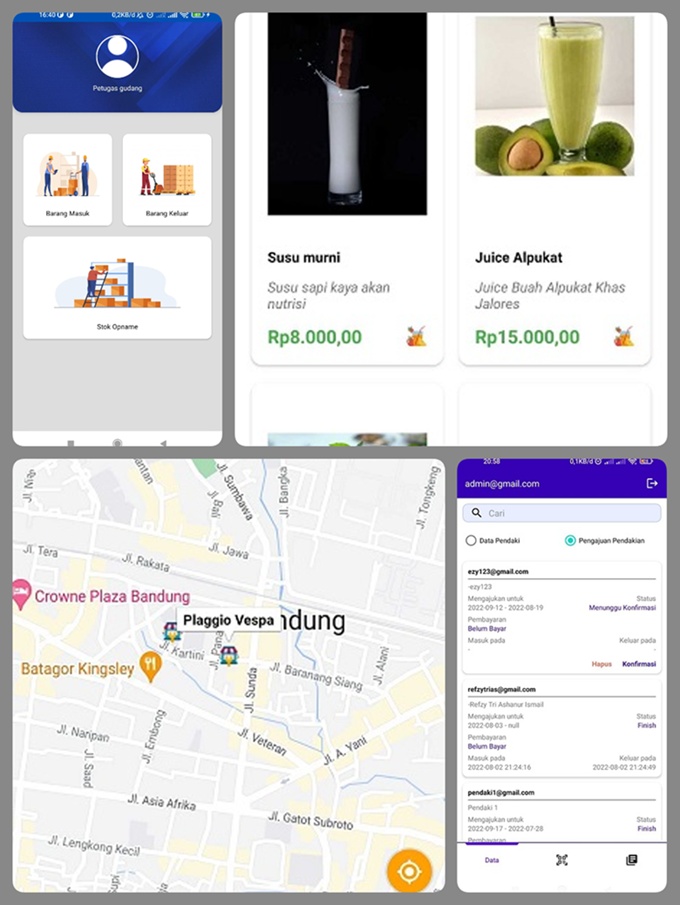 16:40
0,2KB/d
Petugas gudang
Barang Masuk
Barang Keluar
Stok Opname
Susu murni
Susu sapi kaya akan
nutrisi
Rp8.000,00
Juice Alpukat
Juice Buah Alpukat Khas
Jalores
Rp15.000,00
Jl. Sumbawa
Jl. Bangka
Jl. Tongkeng
Jl. Bali
Jl. Tera
Jl. Rakata
Jl. Jawa
Crowne Plaza Bandung
Plaggio Vespa
ndung
Jl. Kartini
Batagor Kingsley
Jl. Baranang Siang
Jl. Alani
Jl. Sunda
Jl. Naripan
Jl. Embong
Jl. Veteran
Jl. A. Yani
Jl. Saad
Jl. Asia Afrika
Jl. Gatot Subroto
Jl. Lengkong Kecil
20:58
0,1KB/d
admin@gmail.com
Cari
Data Pendaki
Pengajuan Pendakian
ezy123@gmail.com
-ezy123
Mengajukan untuk
Status
2022-09-12 - 2022-08-19
Menunggu Konfirmasi
Pembayaran
Belum Bayar
Masuk pada
Keluar pada
-
-
Hapus
Konfirmasi
refzytrias@gmail.com
-Refzy Tri Ashanur Ismail
Mengajukan untuk
Status
2022-08-03 - null
Finish
Pembayaran
Belum Bayar
Masuk pada
Keluar pada
2022-08-02 21:24:16
2022-08-02 21:24:49
pendaki1@gmail.com
Pendaki 1
Mengajukan untuk
Status
2022-09-17 - 2022-07-28
Finish
Pembayaran
Data